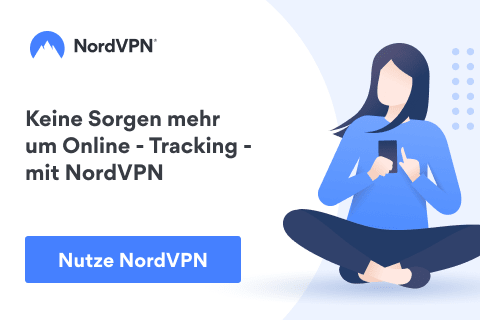 NordVPN®
Keine Sorgen mehr
um Online - Tracking -
mit NordVPN
Nutze NordVPN